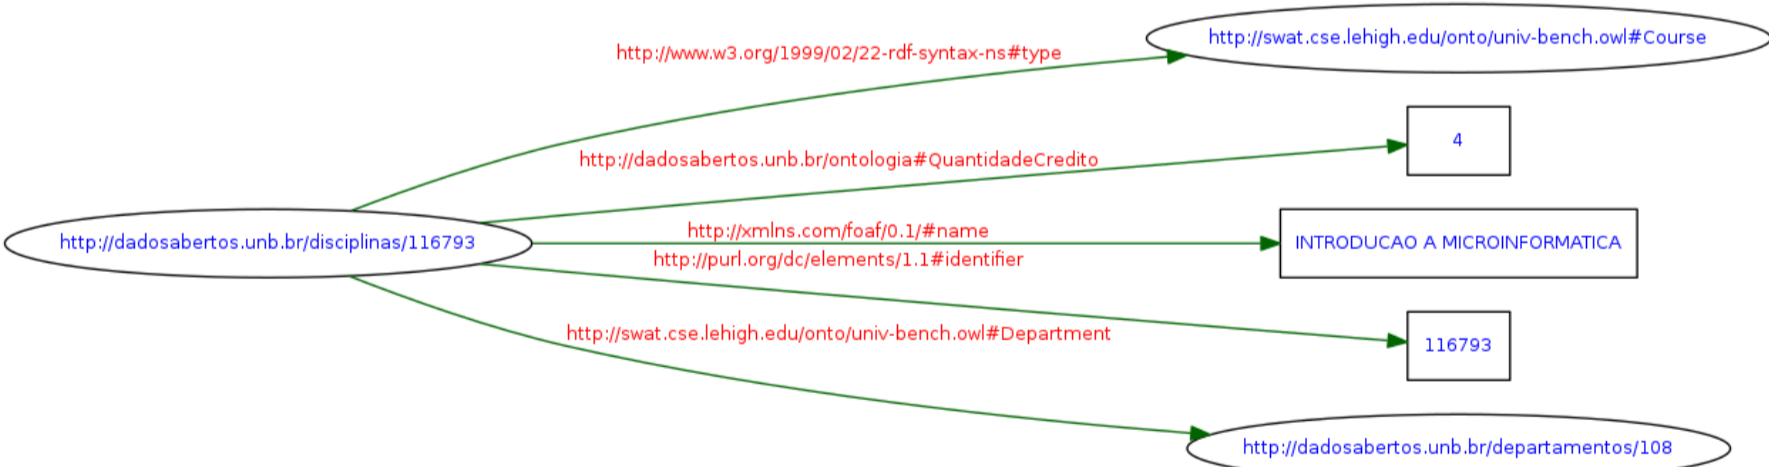 http://swat.cse.lehigh.edu/onto/univ-bench.owl#Course
http://www.w3.org/1999/02/22-rdf-syntax-ns#type
4
http://dadosabertos.unb.br/ontologia#QuantidadeCredito
http://xmlns.com/foaf/0.1/#name
http://dadosabertos.unb.br/disciplinas/116793
INTRODUCAO A MICROINFORMATICA
http://purl.org/dc/elements/1.1#identifier
http://swat.cse.lehigh.edu/onto/univ-bench.owl#Department
116793
http://dadosabertos.unb.br/departamentos/108